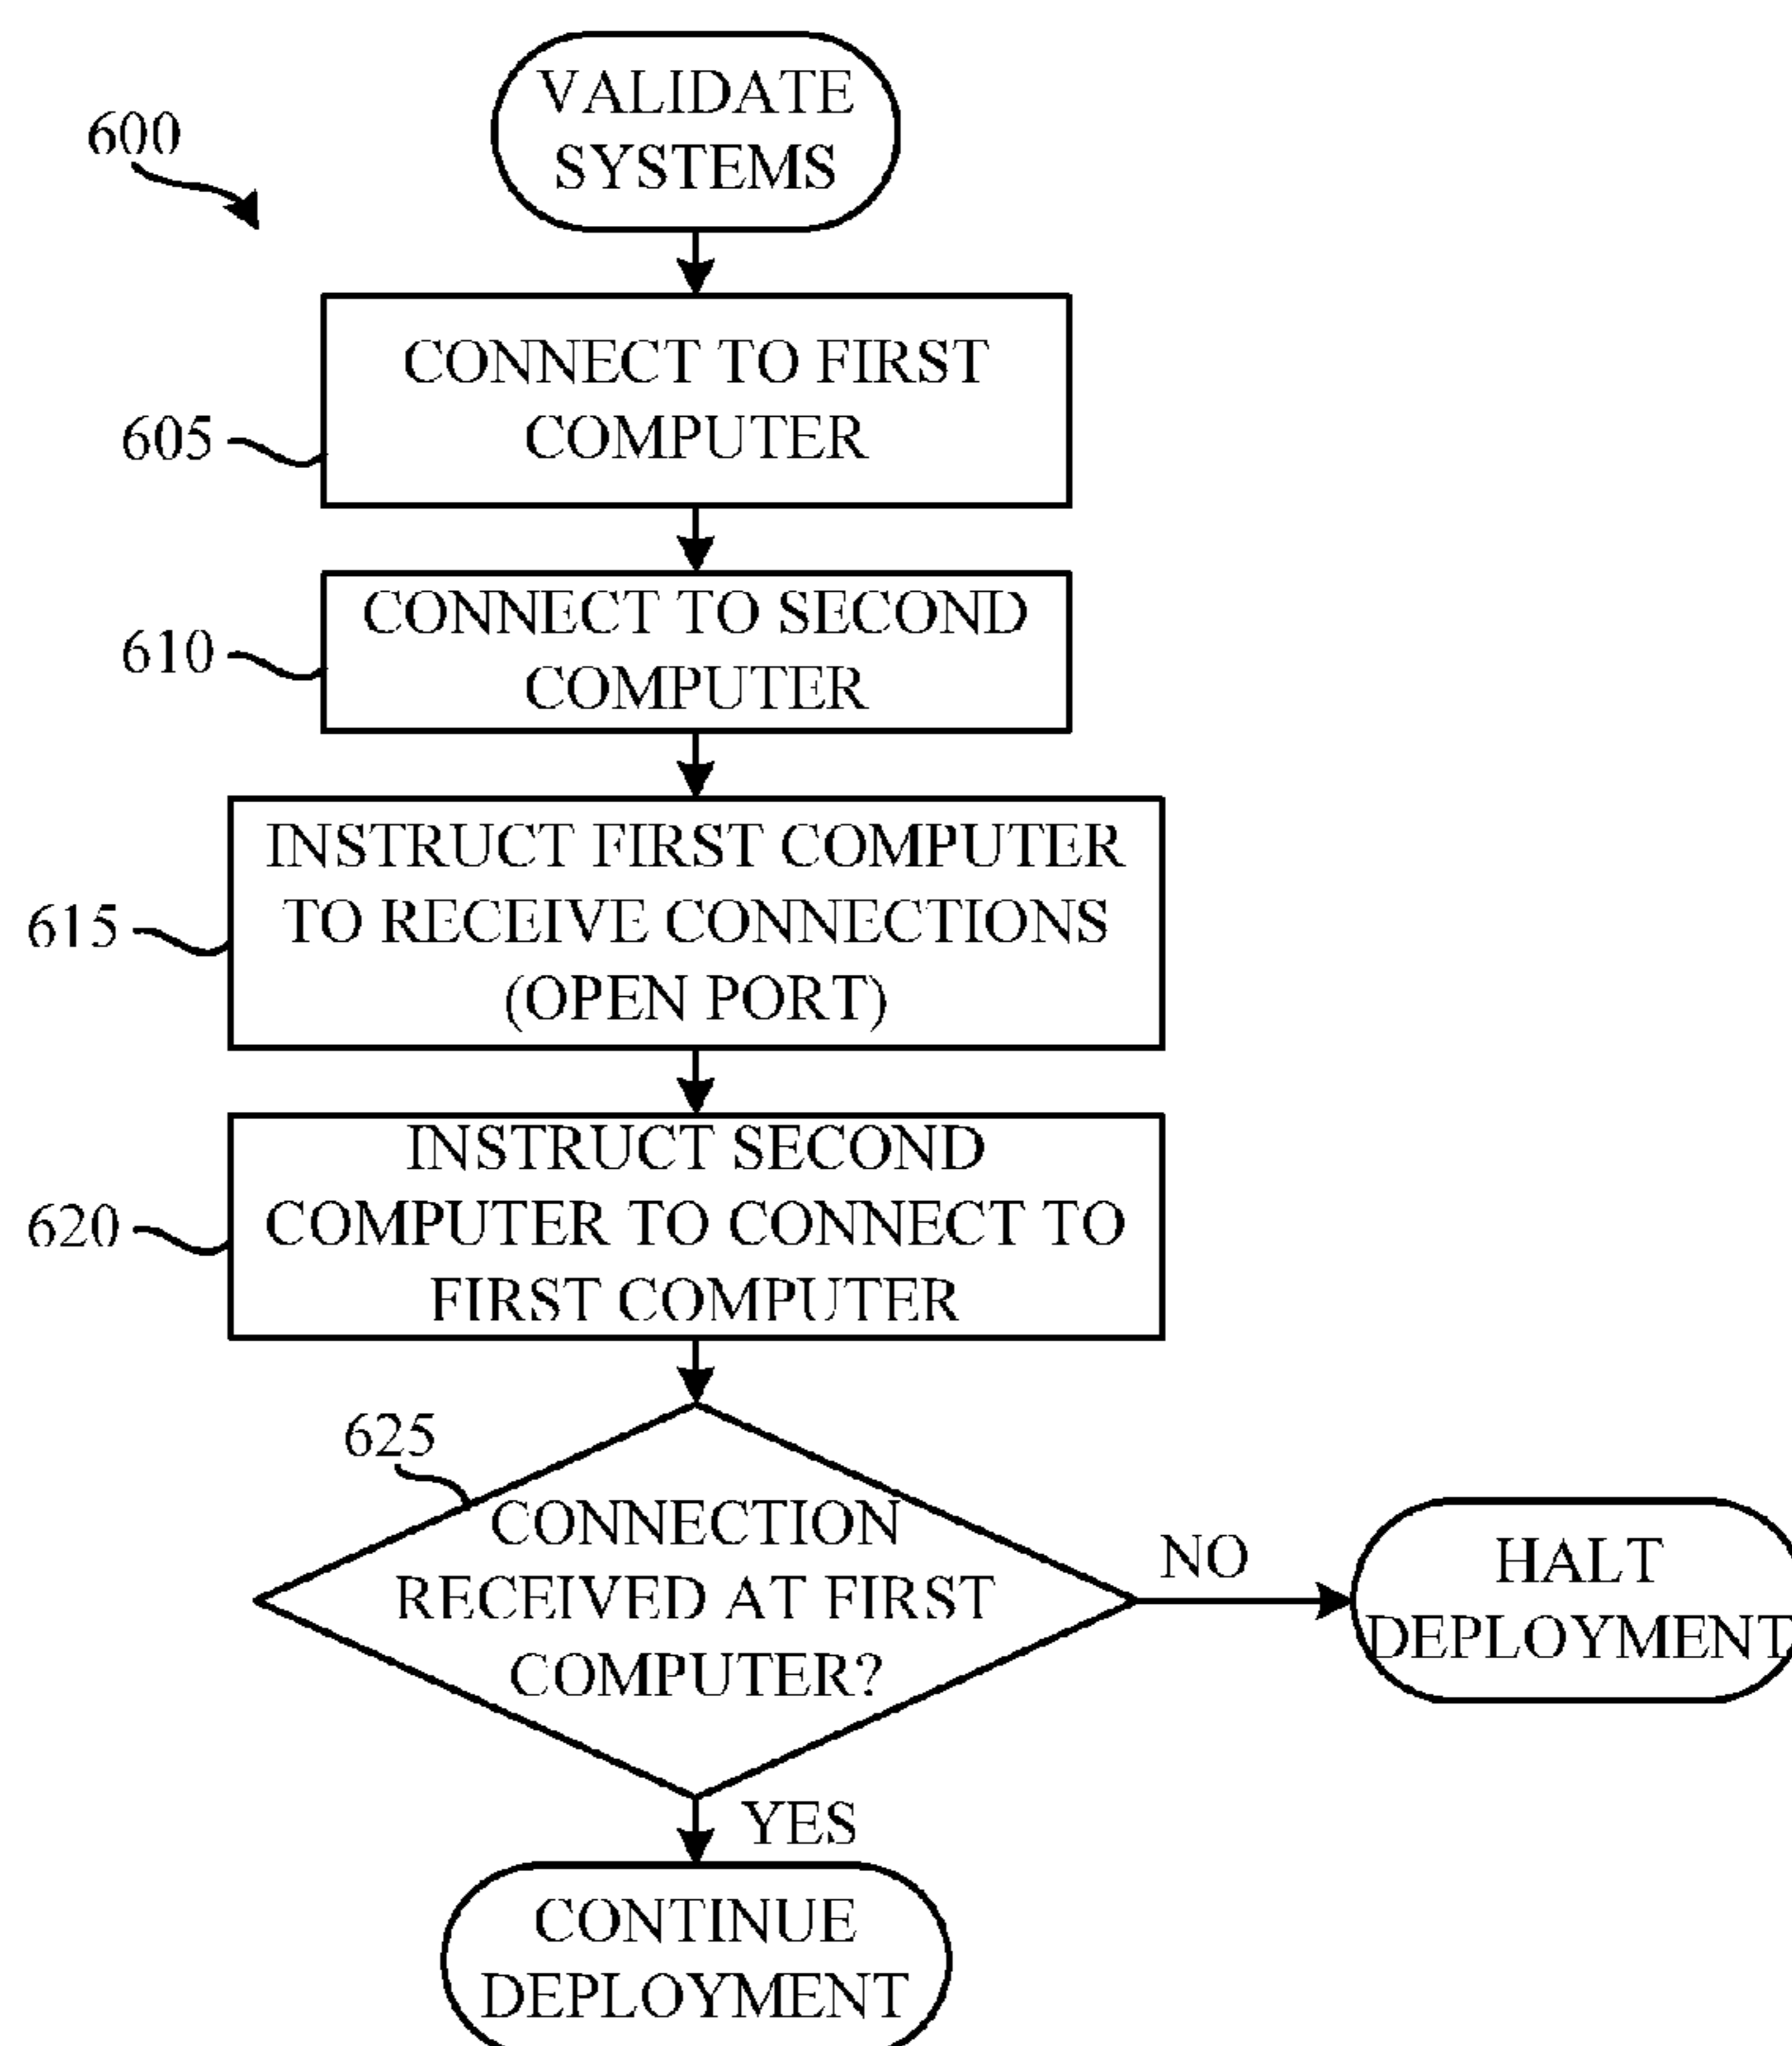 VALIDATE
SYSTEMS
600
CONNECT TO FIRST
COMPUTER
605
CONNECT TO SECOND
COMPUTER
610
INSTRUCT FIRST COMPUTER
TO RECEIVE CONNECTIONS
(OPEN PORT)
615
INSTRUCT SECOND
COMPUTER TO CONNECT TO
FIRST COMPUTER
620
625
CONNECTION
RECEIVED AT FIRST
COMPUTER?
NO
HALT
DEPLOYMENT
YES
CONTINUE
DEPLOYMENT